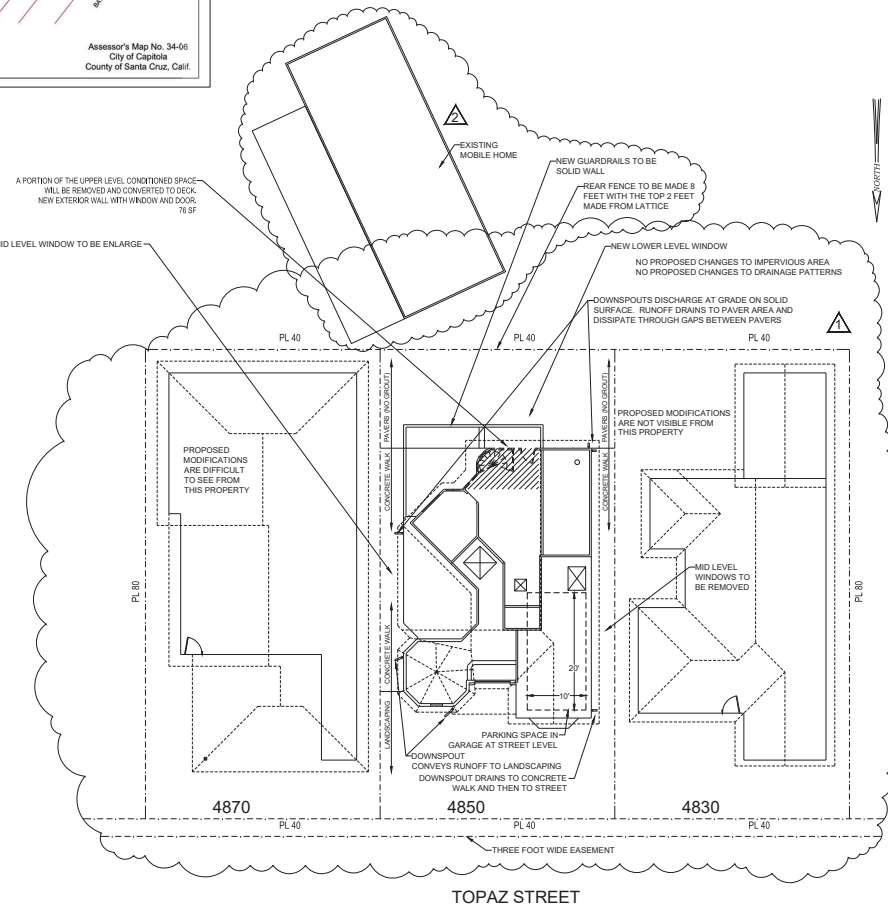 BA
Assessor's Map No. 34-06
City of Capitola
County of Santa Cruz, Calif.
2
EXISTING
MOBILE HOME
NORTH
NEW GUARDRAILS TO BE
SOLID WALL
A PORTION OF THE UPPER LEVEL CONDITIONED SPACE
WILL BE REMOVED AND CONVERTED TO DECK.
NEW EXTERIOR WALL WITH WINDOW AND DOOR.
76 SF
REAR FENCE TO BE MADE 8
FEET WITH THE TOP 2 FEET
MADE FROM LATTICE
ID LEVEL WINDOW TO BE ENLARGE
NEW LOWER LEVEL WINDOW
NO PROPOSED CHANGES TO IMPERVIOUS AREA
NO PROPOSED CHANGES TO DRAINAGE PATTERNS
DOWNSPOUTS DISCHARGE AT GRADE ON SOLID
SURFACE. RUNOFF DRAINS TO PAVER AREA AND
DISSIPATE THROUGH GAPS BETWEEN PAVERS
1
PL 40
PL 40
PL 40
PAVERS (NO GROUT)
PAVERS (NO GROUT)
PROPOSED MODIFICATIONS
ARE NOT VISIBLE FROM
THIS PROPERTY
PROPOSED
MODIFICATIONS
ARE DIFFICULT
TO SEE FROM
THIS PROPERTY
CONCRETE WALK
CONCRETE WALK
MID LEVEL
WINDOWS TO
BE REMOVED
PL 80
PL 80
CONCRETE WALK
20'
10'
LANDSCAPING
PARKING SPACE IN
GARAGE AT STREET LEVEL
DOWNSPOUT
CONVEYS RUNOFF TO LANDSCAPING
DOWNSPOUT DRAINS TO CONCRETE
WALK AND THEN TO STREET
4870
4850
4830
PL 40
PL 40
PL 40
THREE FOOT WIDE EASEMENT
TOPAZ STREET